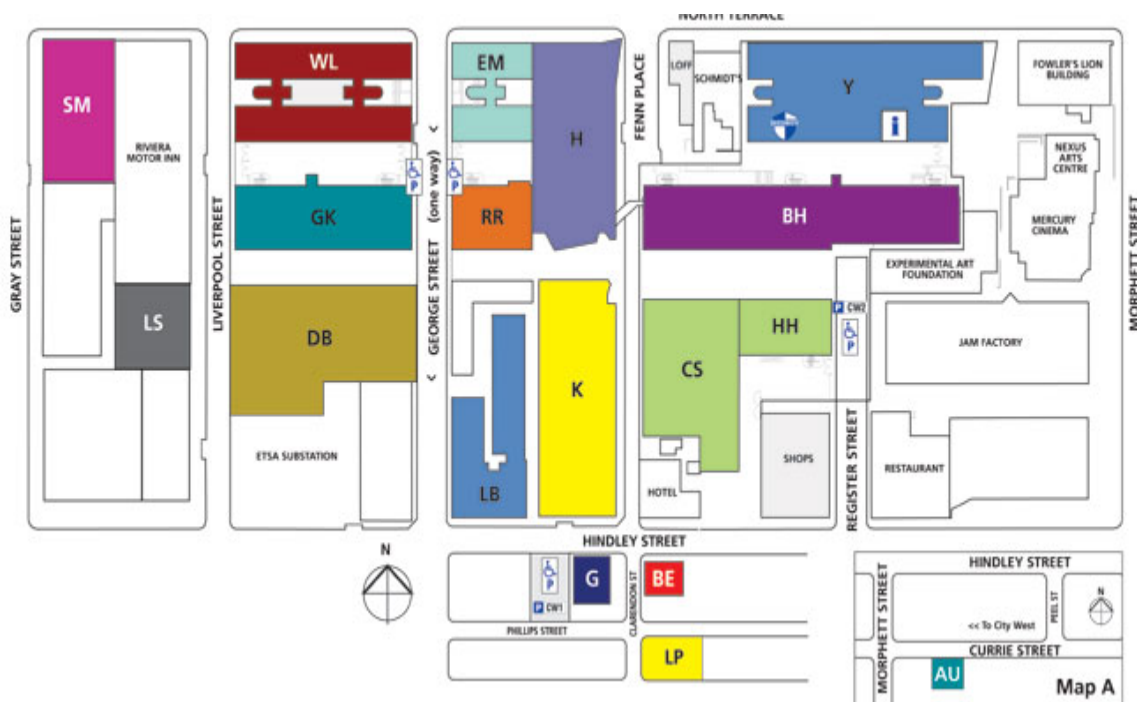 NORTH TERRACE
SM
RIVIERA
MOTOR INN
WL
EM
H
FENN PLACE
LOFF
SCHMIDT'S
Y
i
FOWLER'S LION
BUILDING
NEXUS
ARTS
CENTRE
MERCURY
CINEMA
GRAY STREET
LIVERPOOL STREET
GEORGE STREET (one way)
P
P
GK
RR
BH
EXPERIMENTAL ART
FOUNDATION
MORPHETT STREET
LS
DB
K
LB
CS
HH
P CW2
P
JAM FACTORY
ETSA SUBSTATION
HOTEL
SHOPS
REGISTER STREET
RESTAURANT
HINDLEY STREET
N
P
P CW1
G
CLARENDON ST
BE
PHILLIPS STREET
LP
HINDLEY STREET
MORPHETT STREET
PEEL ST
N
<< To City West
CURRIE STREET
AU
Map A